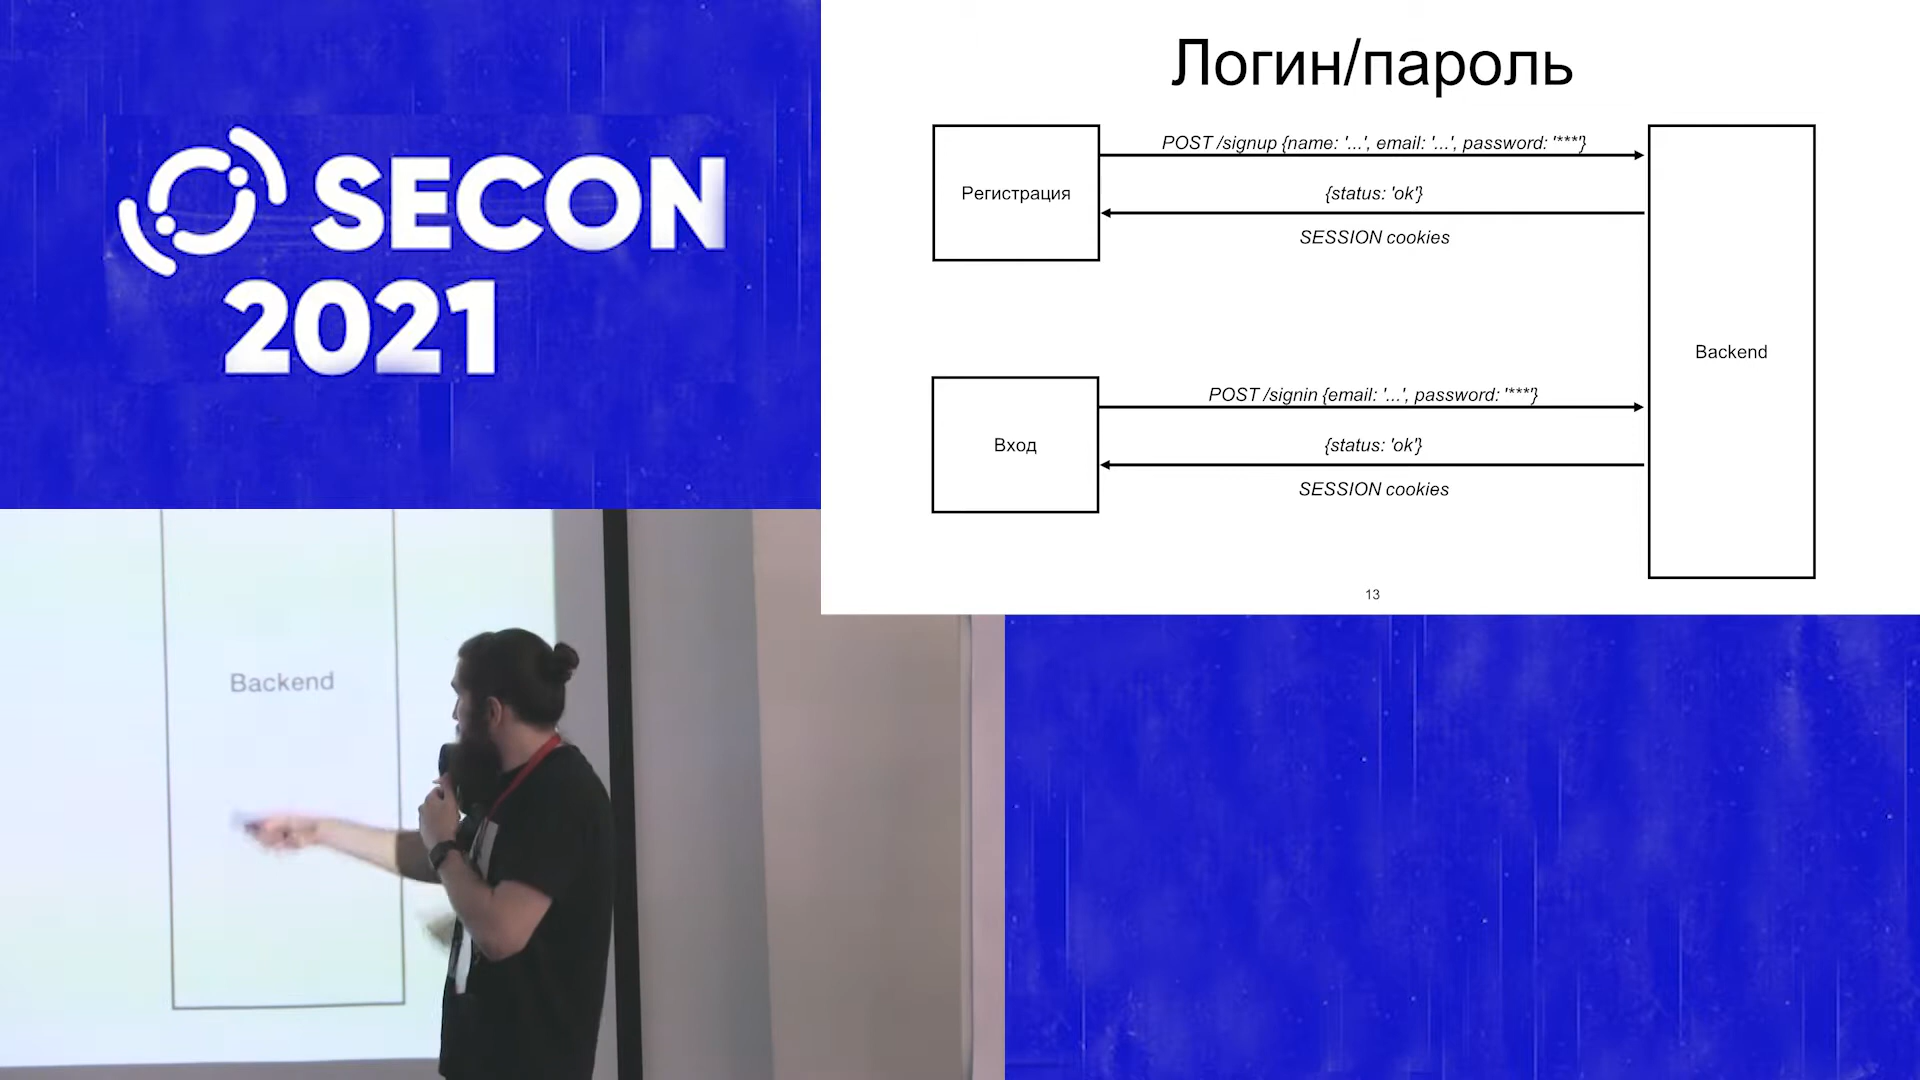 SECON
2021
Логин/пароль
POST /signup {name: '...', email: '...', password: '***'}
Регистрация
{status: 'ok'}
SESSION cookies
Backend
POST /signin {email: '...', password: '***'}
Вход
{status: 'ok'}
SESSION cookies
13
Backend